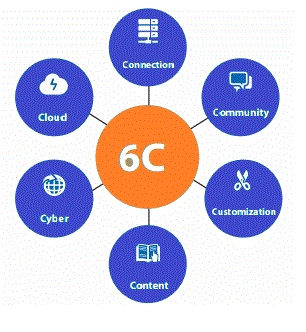 Connection
Cloud
Community
6C
Cyber
Customization
Content